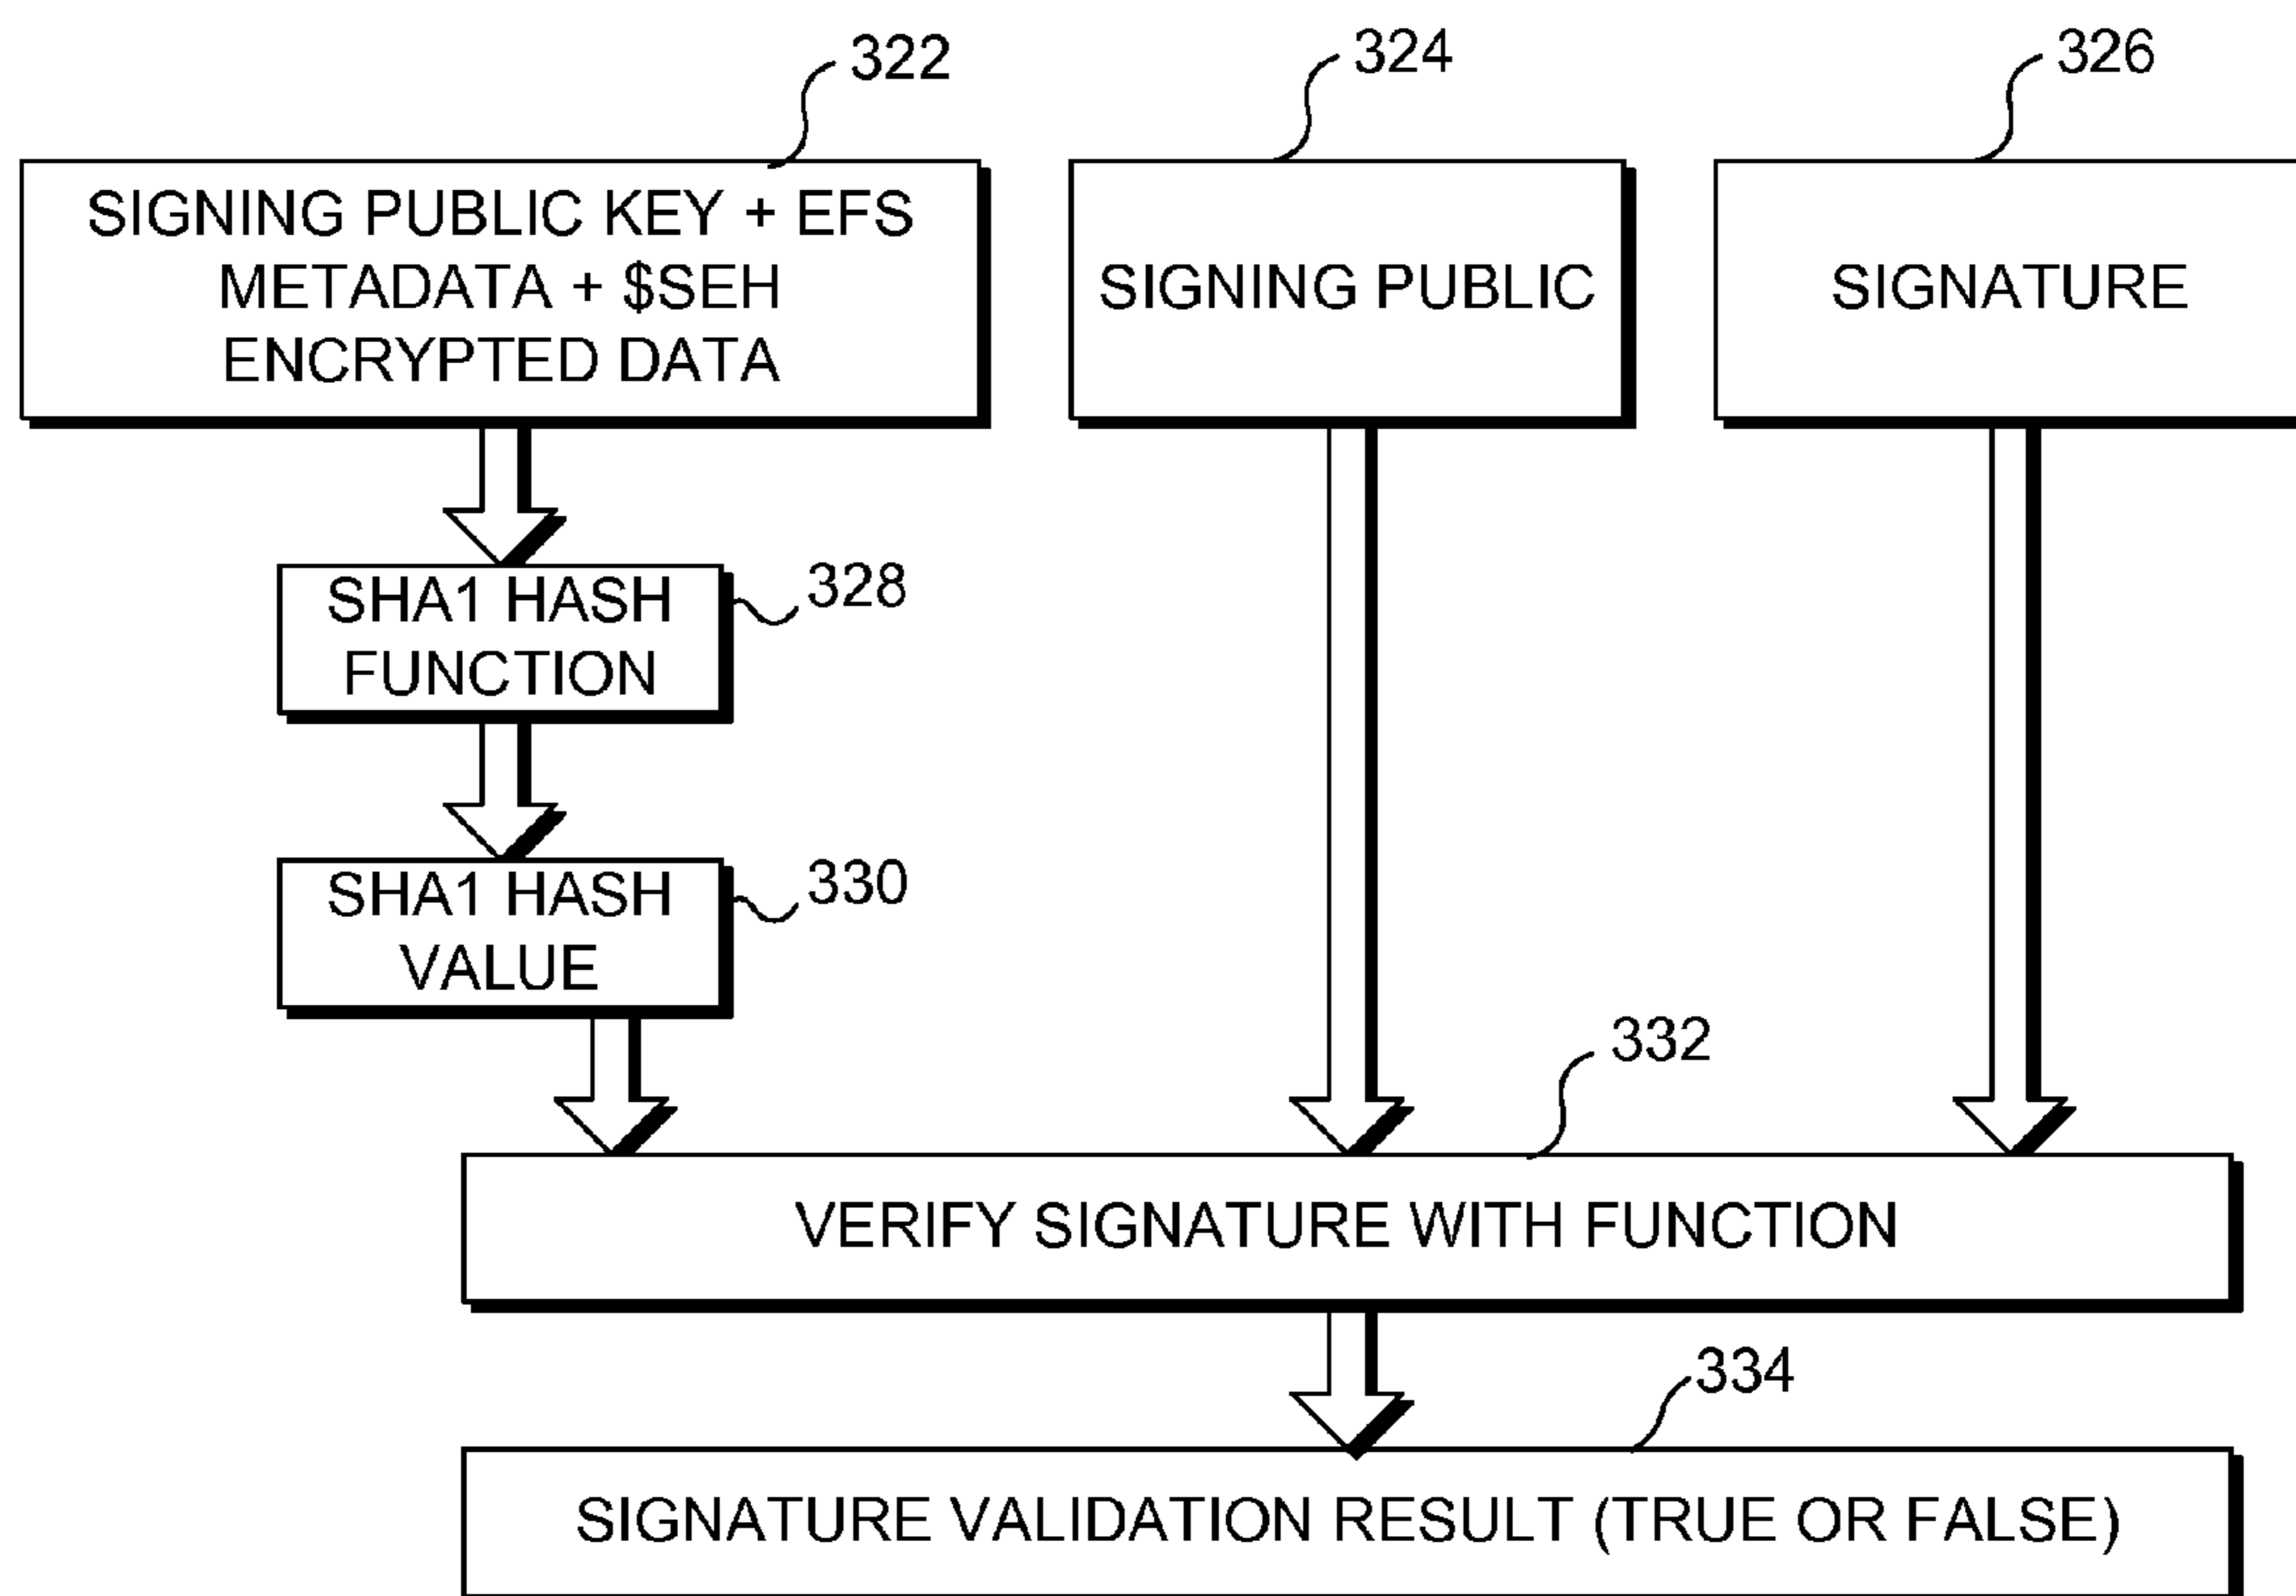 322
324
326
SIGNING PUBLIC KEY + EFS
METADATA + $SEH
ENCRYPTED DATA
SIGNING PUBLIC
SIGNATURE
SHA1 HASH
FUNCTION
328
SHA1 HASH
VALUE
330
332
VERIFY SIGNATURE WITH FUNCTION
334
SIGNATURE VALIDATION RESULT (TRUE OR FALSE)